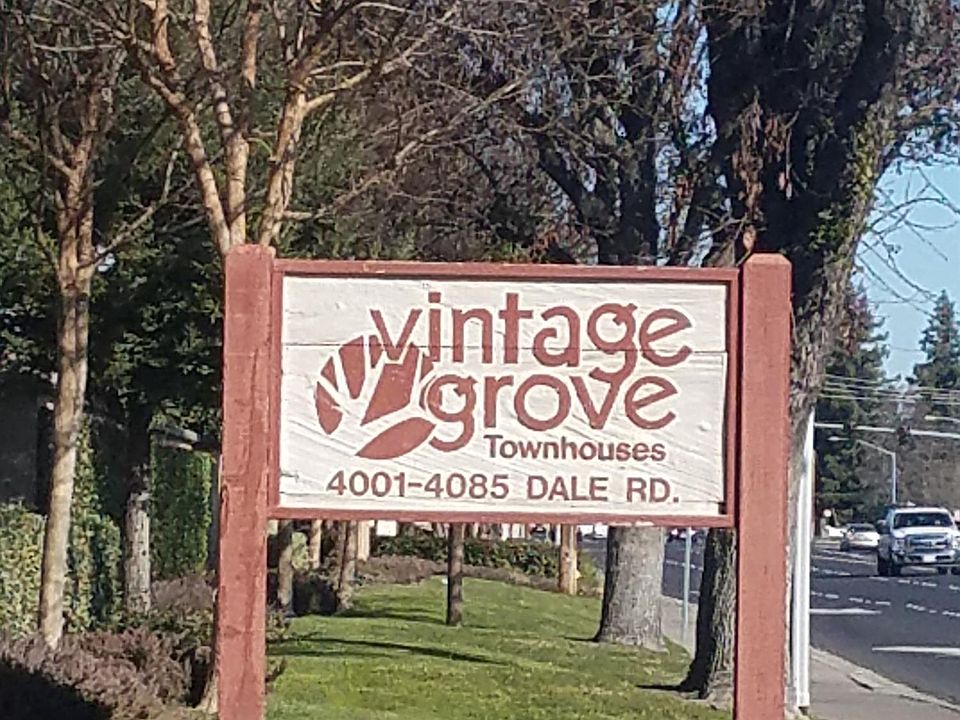 vintage
grove
Townhouses
4001-4085 DALE RD.